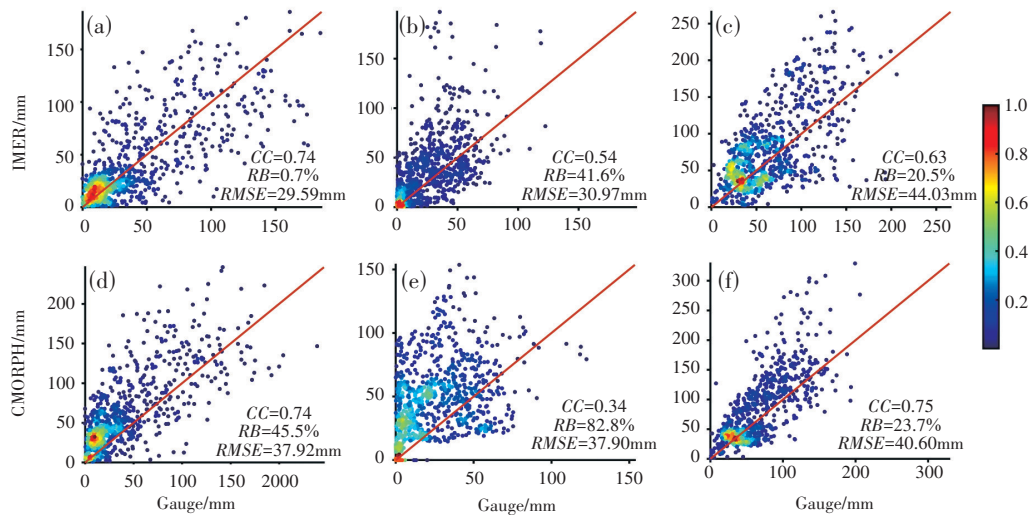 (a)
IMER/mm
150
100
50
0
CC=0.74
RB=0.7%
RMSE=29.59mm
0
50
100
150
(b)
150
100
50
0
CC=0.54
RB=41.6%
RMSE=30.97mm
0
50
100
150
(c)
250
200
150
100
50
0
CC=0.63
RB=20.5%
RMSE=44.03mm
0
50
100
150
200
250
1.0
0.8
0.6
0.4
0.2
(d)
CMORPH/mm
200
150
100
50
0
CC=0.74
RB=45.5%
RMSE=37.92mm
0
50
100
150
2000
Gauge/mm
(e)
150
100
50
0
CC=0.34
RB=82.8%
RMSE=37.90mm
0
50
100
150
Gauge/mm
(f)
300
250
200
150
100
50
0
CC=0.75
RB=23.7%
RMSE=40.60mm
0
100
200
300
Gauge/mm